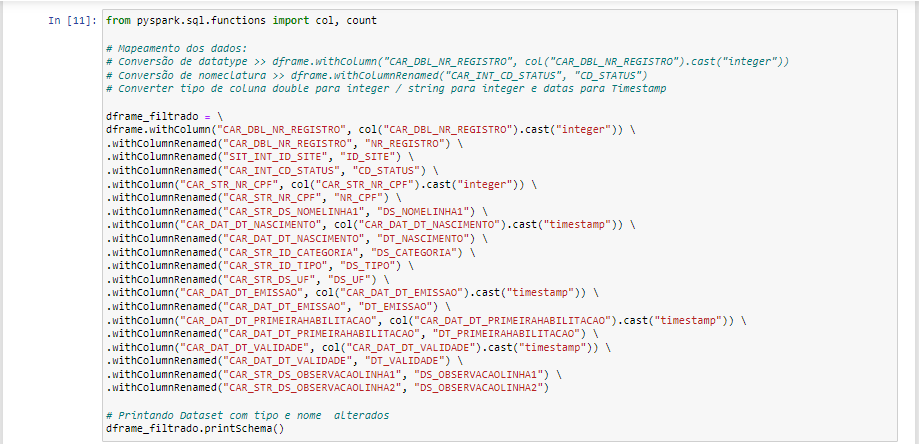 In [11]: from pyspark.sql.functions import col, count
# Mapeamento dos dados:
# Conversão de datatype >> dframe.withColumn("CAR_DBL_NR_REGISTRO", col("CAR_DBL_NR_REGISTRO").cast("integer"))
# Conversão de nomeclatura >> dframe.withColumnRenamed("CAR_INT_CD_STATUS", "CD_STATUS")
# Converter tipo de coluna double para integer / string para integer e datas para Timestamp
dframe_filtrado = \
dframe.withColumn("CAR_DBL_NR_REGISTRO", col("CAR_DBL_NR_REGISTRO").cast("integer")) \
.withColumnRenamed("CAR_DBL_NR_REGISTRO", "NR_REGISTRO") \
.withColumnRenamed("SIT_INT_ID_SITE", "ID_SITE") \
.withColumnRenamed("CAR_INT_CD_STATUS", "CD_STATUS") \
.withColumn("CAR_STR_NR_CPF", col("CAR_STR_NR_CPF").cast("integer")) \
.withColumnRenamed("CAR_STR_NR_CPF", "NR_CPF") \
.withColumnRenamed("CAR_STR_DS_NOMELINHA1", "DS_NOMELINHA1") \
.withColumn("CAR_DAT_DT_NASCIMENTO", col("CAR_DAT_DT_NASCIMENTO").cast("timestamp")) \
.withColumnRenamed("CAR_DAT_DT_NASCIMENTO", "DT_NASCIMENTO") \
.withColumnRenamed("CAR_STR_ID_CATEGORIA", "DS_CATEGORIA") \
.withColumnRenamed("CAR_STR_ID_TIPO", "DS_TIPO") \
.withColumnRenamed("CAR_STR_DS_UF", "DS_UF") \
.withColumn("CAR_DAT_DT_EMISSAO", col("CAR_DAT_DT_EMISSAO").cast("timestamp")) \
.withColumnRenamed("CAR_DAT_DT_EMISSAO", "DT_EMISSAO") \
.withColumn("CAR_DAT_DT_PRIMEIRAHABILITACAO", col("CAR_DAT_DT_PRIMEIRAHABILITACAO").cast("timestamp")) \
.withColumnRenamed("CAR_DAT_DT_PRIMEIRAHABILITACAO", "DT_PRIMEIRAHABILITACAO") \
.withColumn("CAR_DAT_DT_VALIDADE", col("CAR_DAT_DT_VALIDADE").cast("timestamp")) \
.withColumnRenamed("CAR_DAT_DT_VALIDADE", "DT_VALIDADE") \
.withColumnRenamed("CAR_STR_DS_OBSERVACAOLINHA1", "DS_OBSERVACAOLINHA1") \
.withColumnRenamed("CAR_STR_DS_OBSERVACAOLINHA2", "DS_OBSERVACAOLINHA2")
# Printando Dataset com tipo e nome  alterados
dframe_filtrado.printSchema()